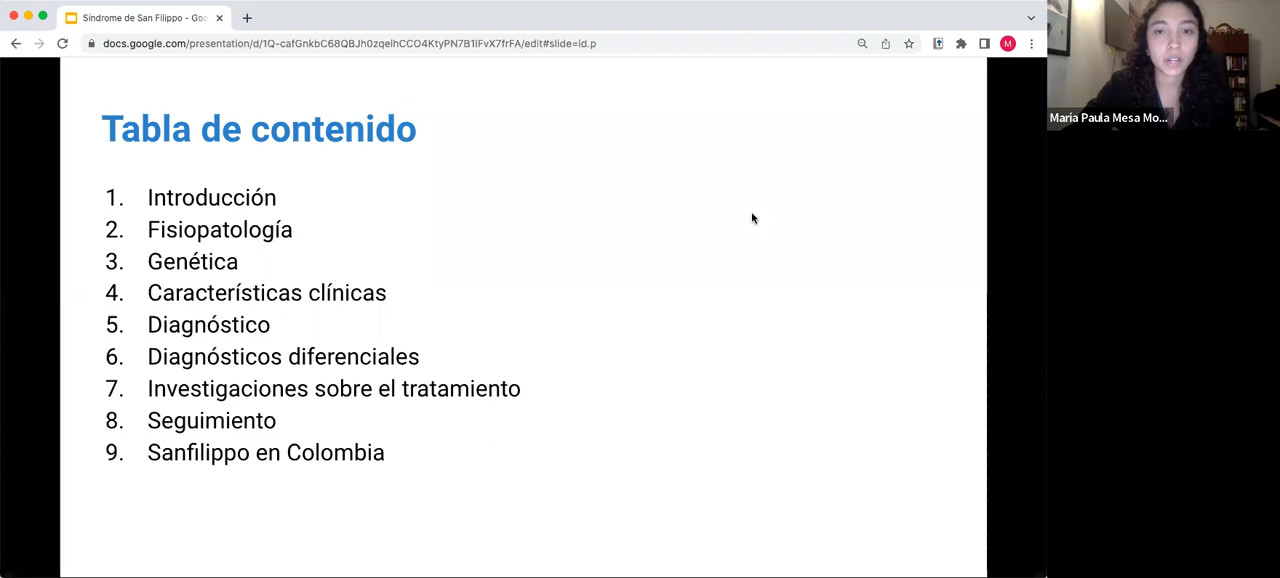 Síndrome de San Filippo - Goo
docs.google.com/presentation/d/1Q-cafGnkbC68QBJh0zqelhCCO4KtyPN7B1IFvX7frFA/edit#slide=id.p
M
Maria Paula Mesa Mo...
Tabla de contenido
1. Introducción
2. Fisiopatología
3. Genética
4. Características clínicas
5. Diagnóstico
6. Diagnósticos diferenciales
7. Investigaciones sobre el tratamiento
8. Seguimiento
9. Sanfilippo en Colombia